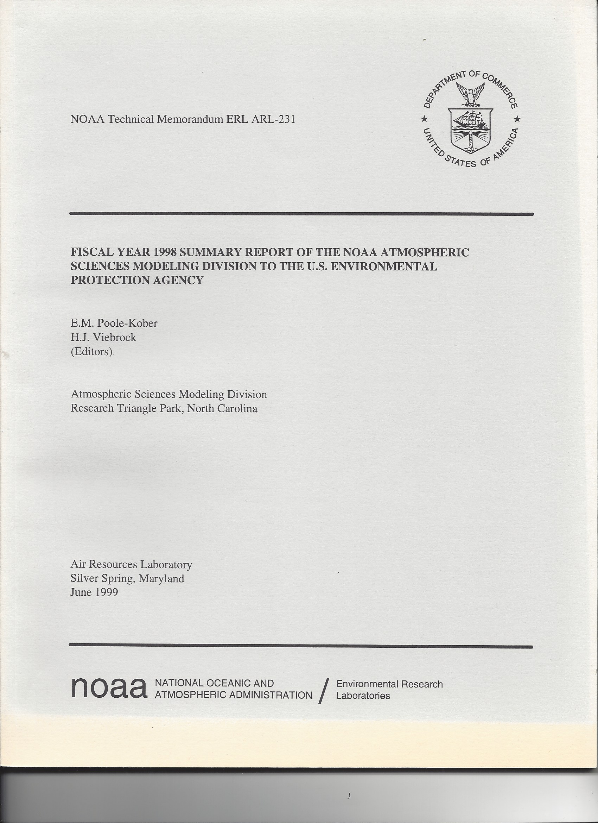 NOAA Technical Memorandum ERL ARL-231
DEPARTMENT OF COMMERCE
UNITED STATES OF AMERICA
FISCAL YEAR 1998 SUMMARY REPORT OF THE NOAA ATMOSPHERIC
SCIENCES MODELING DIVISION TO THE U.S. ENVIRONMENTAL
PROTECTION AGENCY
E.M. Poole-Kober
H.J. Viebrock
(Editors)
Atmospheric Sciences Modeling Division
Research Triangle Park, North Carolina
Air Resources Laboratory
Silver Spring, Maryland
June 1999
noaa
NATIONAL OCEANIC AND
ATMOSPHERIC ADMINISTRATION /
Environmental Research
Laboratories